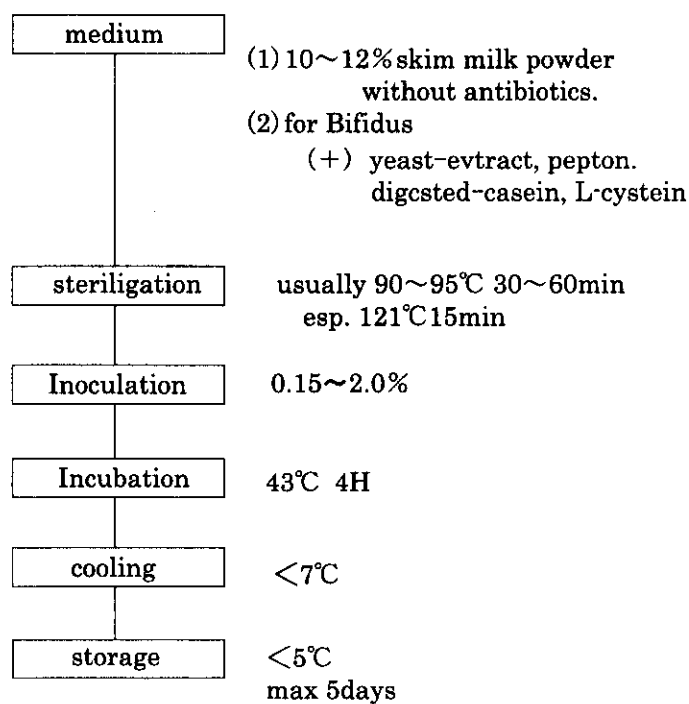 medium
(1) 10~12% skim milk powder
without antibiotics.
(2) for Bifidus
(+) yeast-evtract, pepton.
digcsted-casein, L-cystein
steriligation
usually 90~95℃ 30~60min
esp. 121℃ 15min
Inoculation
0.15~2.0%
Incubation
43℃ 4H
cooling
<7℃
storage
<5℃
max 5days